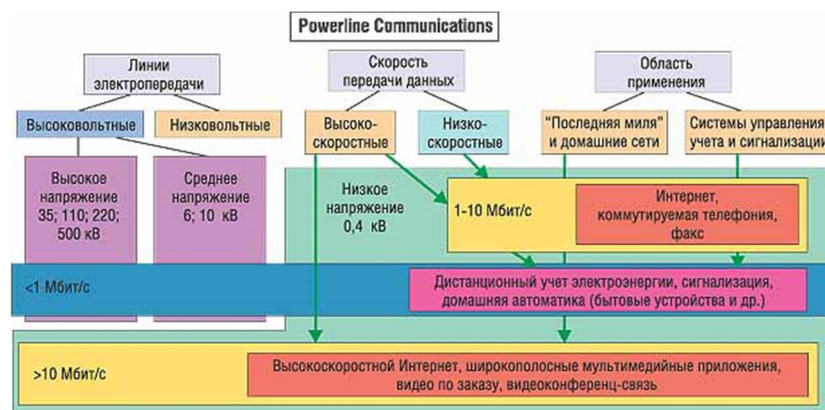 Powerline Communications
Линии
электропередачи
Скорость
передачи данных
Область
применения
Высоковольтные
Низковольтные
Высоко-
скоростные
Низко-
скоростные
"Последняя миля"
и домашние сети
Системы управления,
учета и сигнализации
Высокое
напряжение
35; 110; 220;
500 кВ
Среднее
напряжение
6; 10 кВ
Низкое
напряжение
0,4 кВ
1-10 Мбит/с
Интернет,
коммутируемая телефония,
факс
<1 Мбит/с
Дистанционный учет электроэнергии, сигнализация,
домашняя автоматика (бытовые устройства и др.)
>10 Мбит/с
Высокоскоростной Интернет, широкополосные мультимедийные приложения,
видео по заказу, видеоконференц-связь